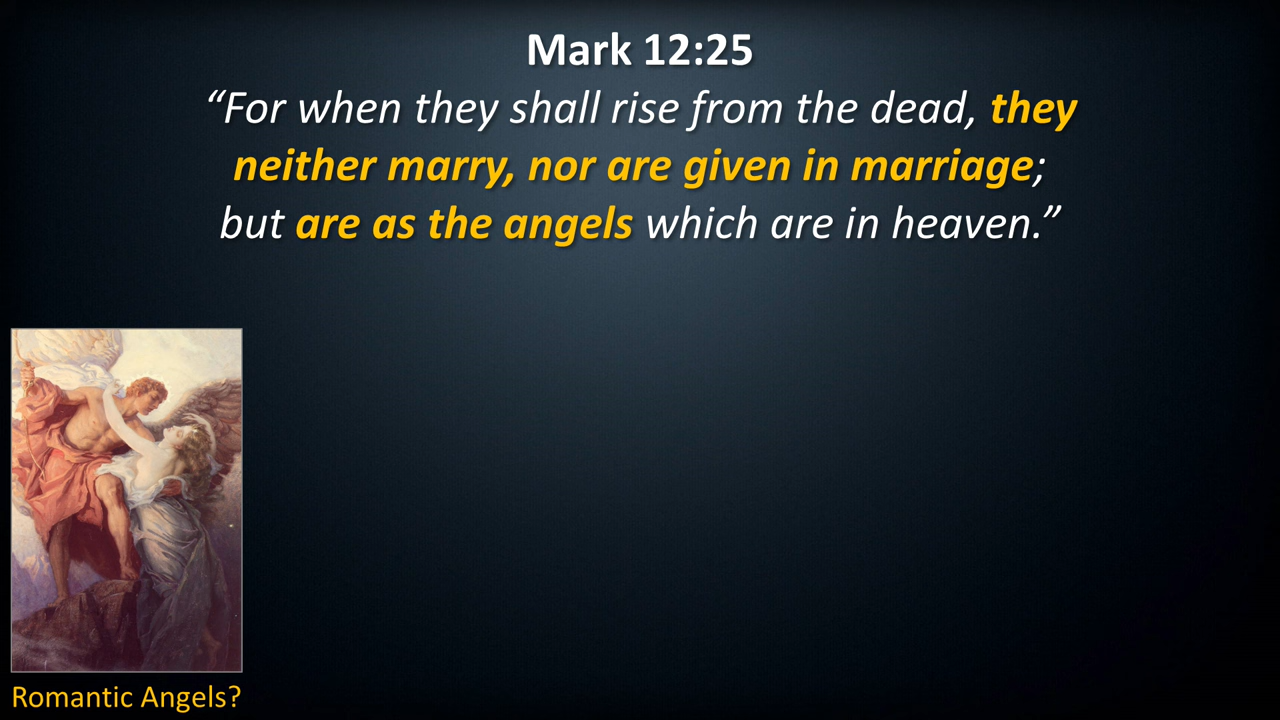 Mark 12:25
“For when they shall rise from the dead, they
neither marry, nor are given in marriage;
but are as the angels which are in heaven.”
Romantic Angels?